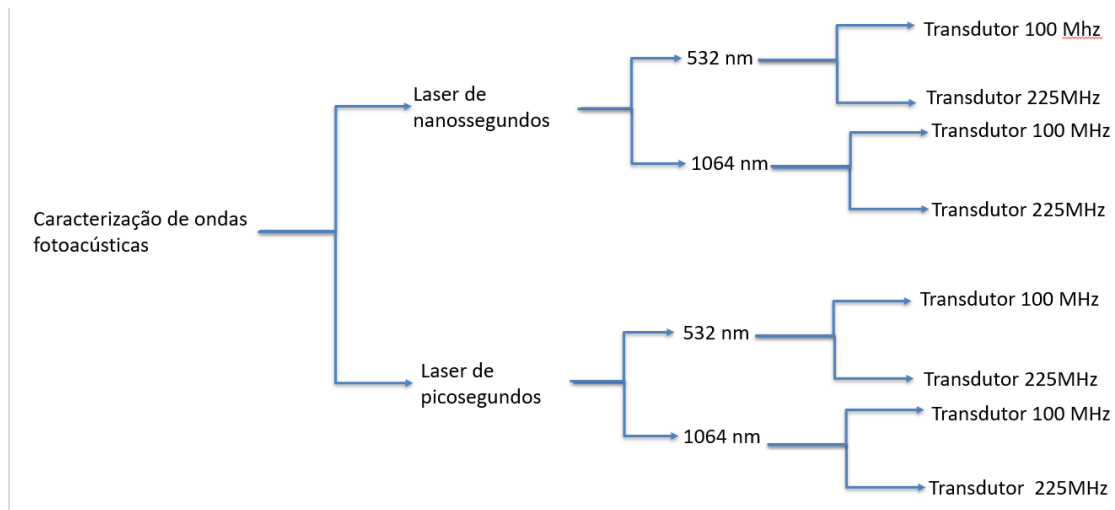 Caracterização de ondas
fotoacústicas
Laser de
nanossegundos
532 nm
Transdutor 100 Mhz
Transdutor 225MHz
1064 nm
Transdutor 100 MHz
Transdutor 225MHz
Laser de
picosegundos
532 nm
Transdutor 100 MHz
Transdutor 225MHz
1064 nm
Transdutor 100 MHz
Transdutor  225MHz